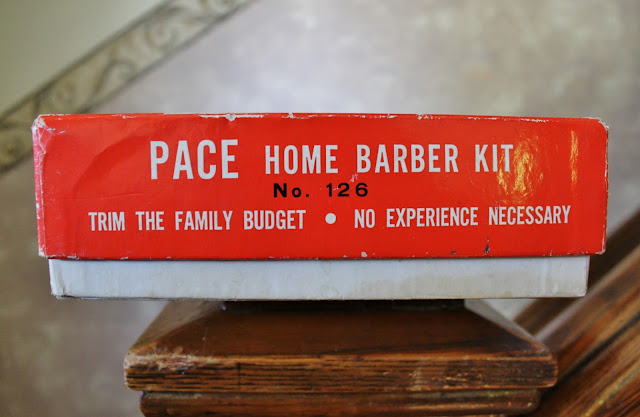 PACE HOME BARBER KIT
No. 126
TRIM THE FAMILY BUDGET • NO EXPERIENCE NECESSARY